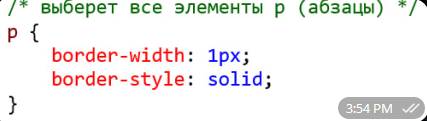 /* выберет все элементы p (абзацы) */
p {
    border-width: 1px;
    border-style: solid;
}
3:54 PM